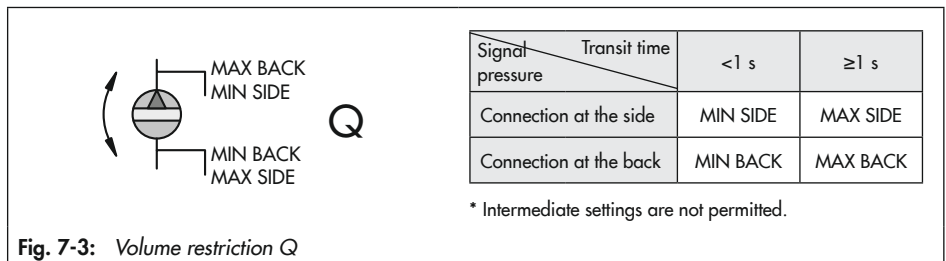 MAX BACK
MIN SIDE
Q
MIN BACK
MAX SIDE
Signal pressure Transit time <1 s ≥1 s
Connection at the side MIN SIDE MAX SIDE
Connection at the back MIN BACK MAX BACK
* Intermediate settings are not permitted.
Fig. 7-3: Volume restriction Q